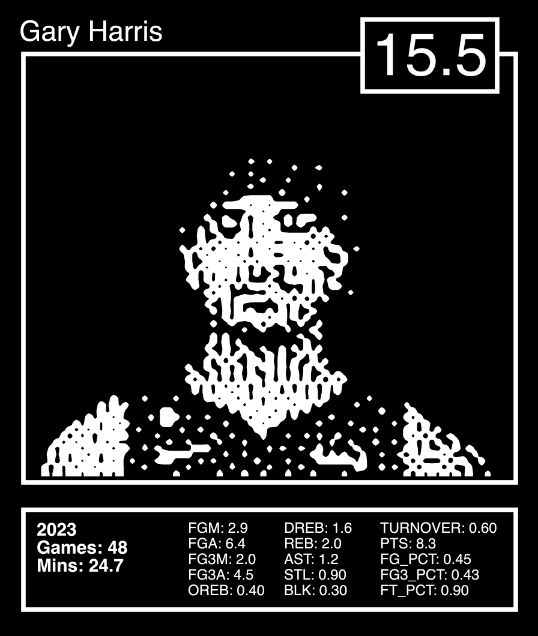 Gary Harris
15.5
2023
Games: 48
Mins: 24.7
FGM: 2.9
FGA: 6.4
FG3M: 2.0
FG3A: 4.5
OREB: 0.40
DREB: 1.6
REB: 2.0
AST: 1.2
STL: 0.90
BLK: 0.30
TURNOVER: 0.60
PTS: 8.3
FG_PCT: 0.45
FG3_PCT: 0.43
FT_PCT: 0.90